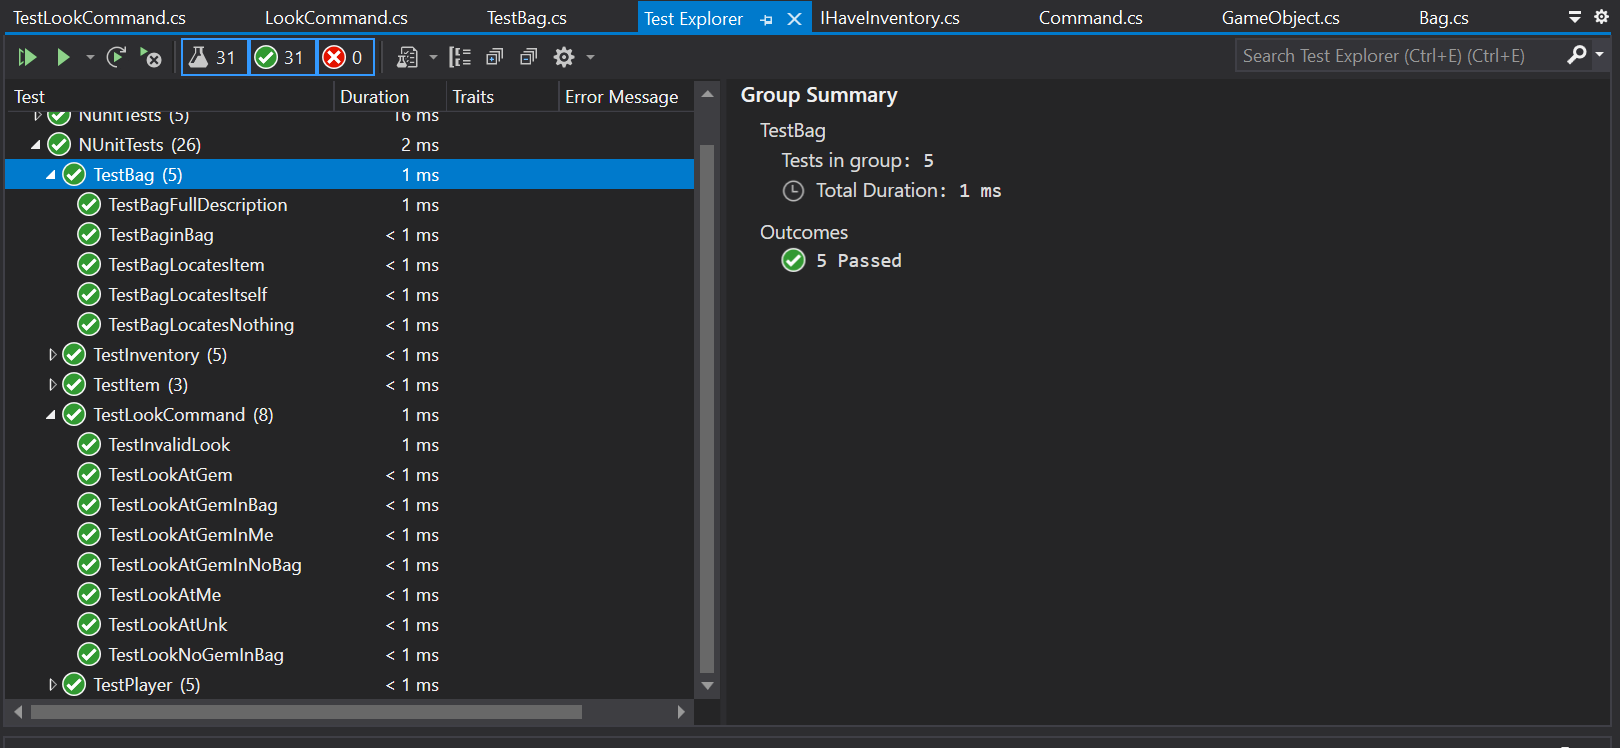 TestLookCommand.cs LookCommand.cs TestBag.cs Test Explorer IHaveInventory.cs Command.cs GameObject.cs Bag.cs
31 31 0 Search Test Explorer (Ctrl+E) (Ctrl+E)
Test Duration Traits Error Message
NunitTests (5) 16 ms
NUnitTests (26) 2 ms
TestBag (5) 1 ms
TestBagFullDescription 1 ms
TestBaginBag < 1 ms
TestBagLocatesItem < 1 ms
TestBagLocatesItself < 1 ms
TestBagLocatesNothing < 1 ms
TestInventory (5) < 1 ms
TestItem (3) < 1 ms
TestLookCommand (8) 1 ms
TestInvalidLook 1 ms
TestLookAtGem < 1 ms
TestLookAtGemInBag < 1 ms
TestLookAtGemInMe < 1 ms
TestLookAtGemInNoBag < 1 ms
TestLookAtMe < 1 ms
TestLookAtUnk < 1 ms
TestLookNoGemInBag < 1 ms
TestPlayer (5) < 1 ms
Group Summary
TestBag
Tests in group: 5
Total Duration: 1 ms
Outcomes
5 Passed